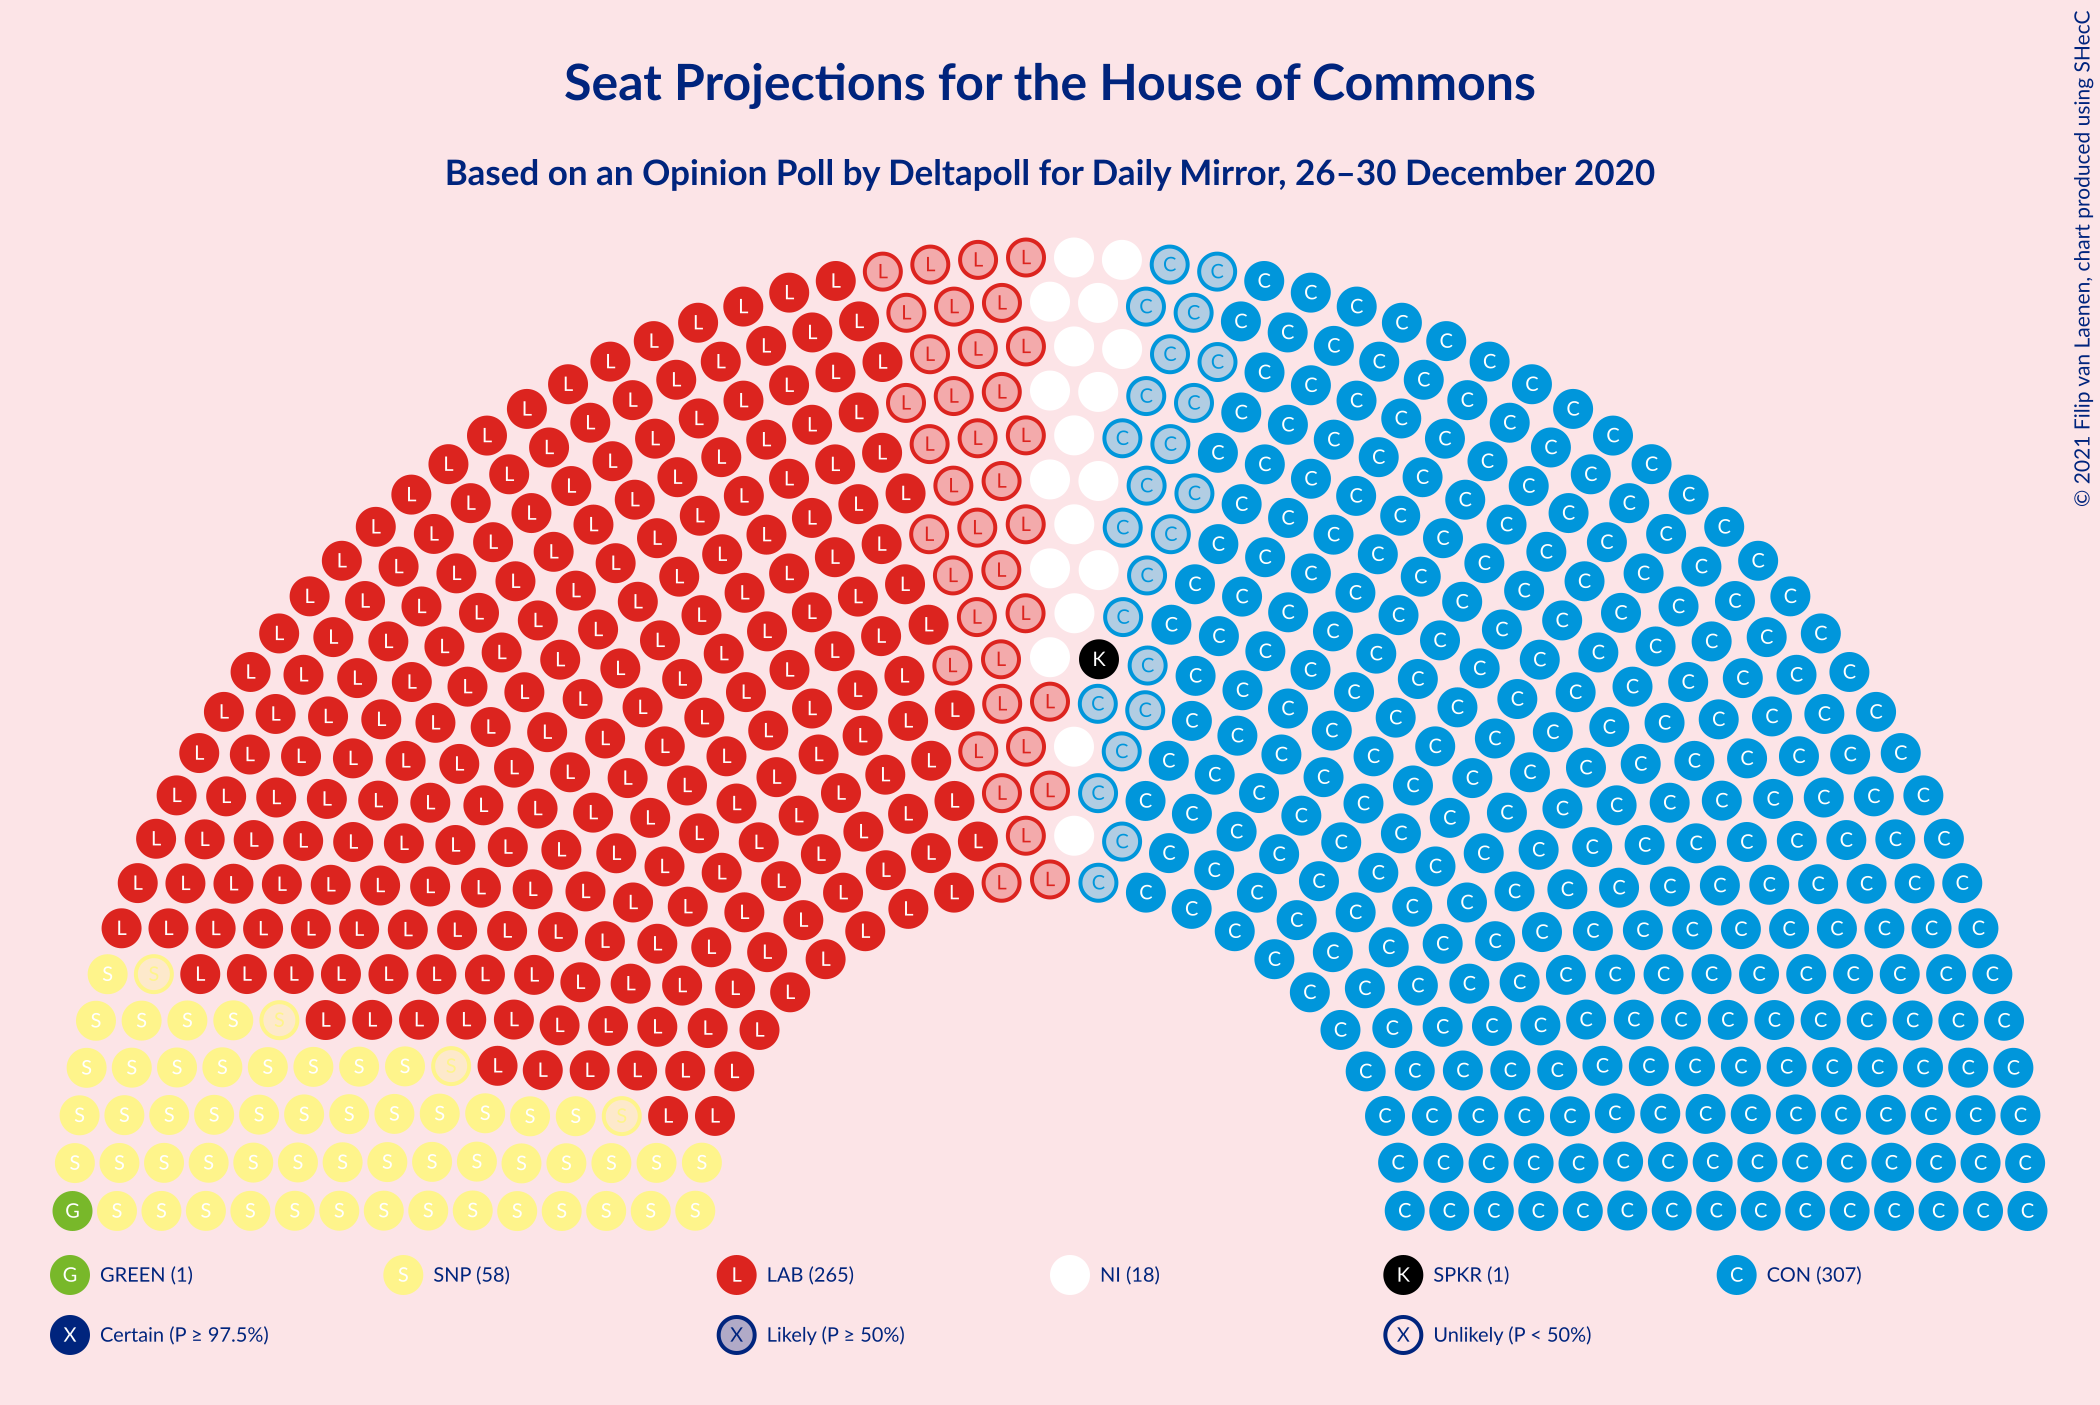 Seat Projections for the House of Commons
Based on an Opinion Poll by Deltapoll for Daily Mirror, 26–30 December 2020
© 2021 Filip van Laenen, chart produced using SHecC
G GREEN (1)
S SNP (58)
L LAB (265)
NI (18)
K SPKR (1)
C CON (307)
X Certain (P ≥ 97.5%)
X Likely (P ≥ 50%)
X Unlikely (P < 50%)